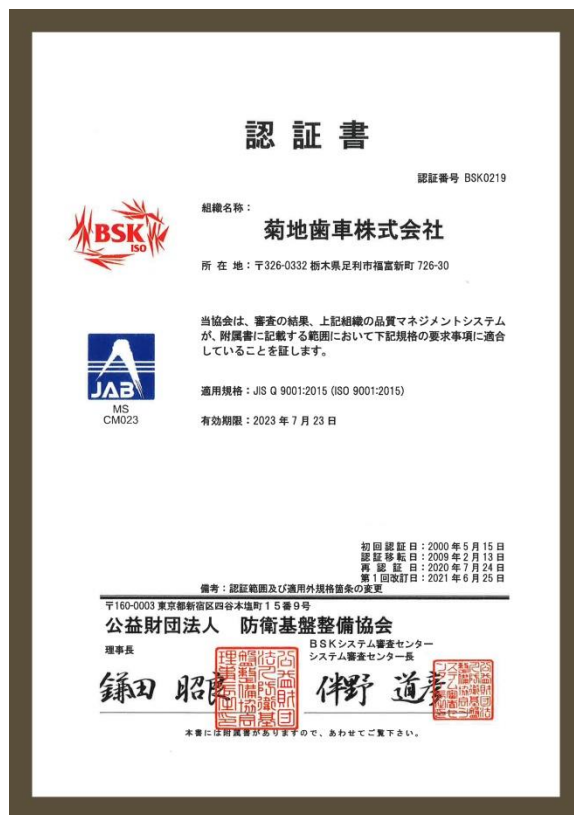 認証書
認証番号 BSK0219
BSK
ISO
組織名称：
菊地歯車株式会社
所在地：〒326-0332 栃木県足利市福富新町 726-30
当協会は、審査の結果、上記組織の品質マネジメントシステム
が、附属書に記載する範囲において下記規格の要求事項に適合
していることを証します。
JAB
MS
CM023
適用規格：JIS Q 9001:2015 (ISO 9001:2015)
有効期限：2023 年 7 月 23 日
初回認証日：2000 年 5 月 15 日
認証移転日：2009 年 2 月 13 日
再認証日：2020 年 7 月 24 日
第1回改訂日：2021 年 6 月 25 日
備考：認証範囲及び適用外規格箇条の変更
〒160-0003 東京都新宿区四谷本塩町１５番９号
公益財団法人 防衛基盤整備協会
理事長
ＢＳＫシステム審査センター
システム審査センター長
鎌田 昭良
伴野 道彦
本書には附属書がありますので、あわせてご覧下さい。